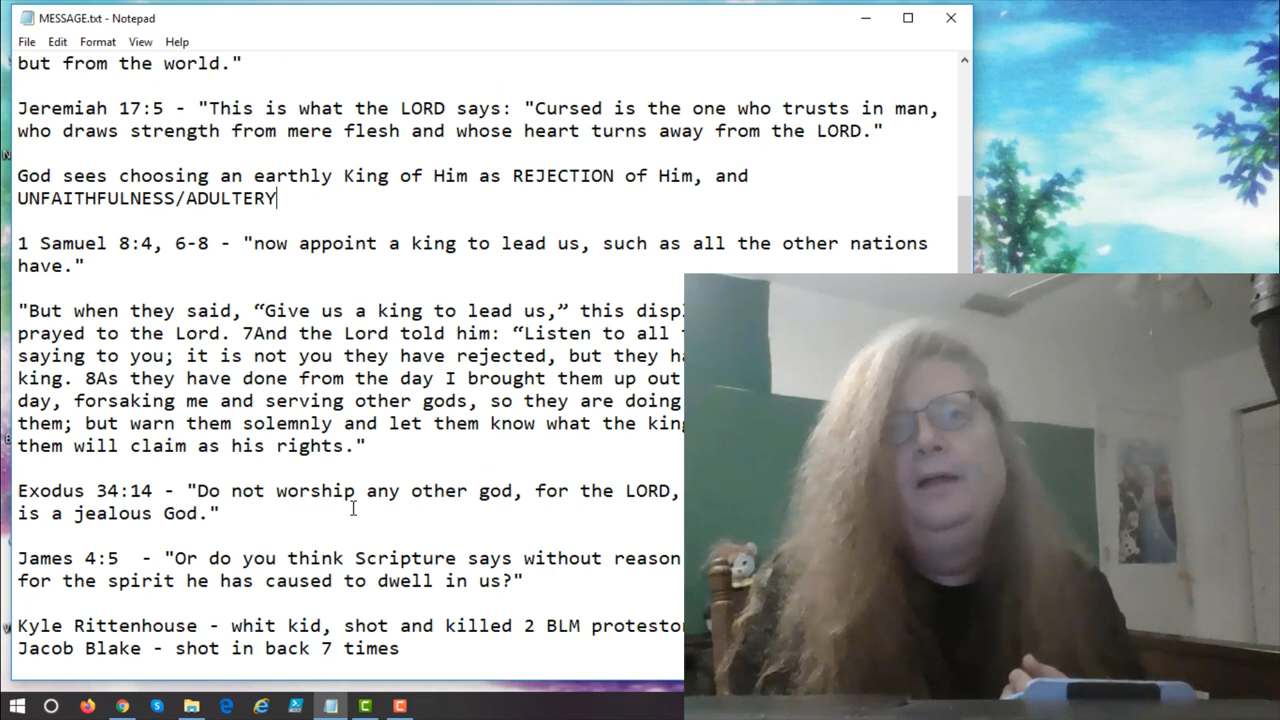 MESSAGE.txt - Notepad
File Edit Format View Help
but from the world."
Jeremiah 17:5 - "This is what the LORD says: "Cursed is the one who trusts in man,
who draws strength from mere flesh and whose heart turns away from the LORD."
God sees choosing an earthly King of Him as REJECTION of Him, and
UNFAITHFULNESS/ADULTERY
1 Samuel 8:4, 6-8 - "now appoint a king to lead us, such as all the other nations
have."
"But when they said, “Give us a king to lead us,” this
prayed to the Lord. 7And the Lord told him: “Listen to all
saying to you; it is not you they have rejected, but they
king. 8As they have done from the day I brought them up out
day, forsaking me and serving other gods, so they are doing
them; but warn them solemnly and let them know what the
them will claim as his rights."
Exodus 34:14 - "Do not worship any other god, for the LORD,
is a jealous God."
James 4:5 - "Or do you think Scripture says without reason
for the spirit he has caused to dwell in us?"
Kyle Rittenhouse - whit kid, shot and killed 2 BLM
Jacob Blake - shot in back 7 times